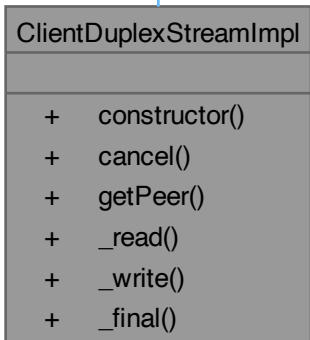 ClientDuplexStreamImpl
+ constructor()
+ cancel()
+ getPeer()
+ _read()
+ _write()
+ _final()